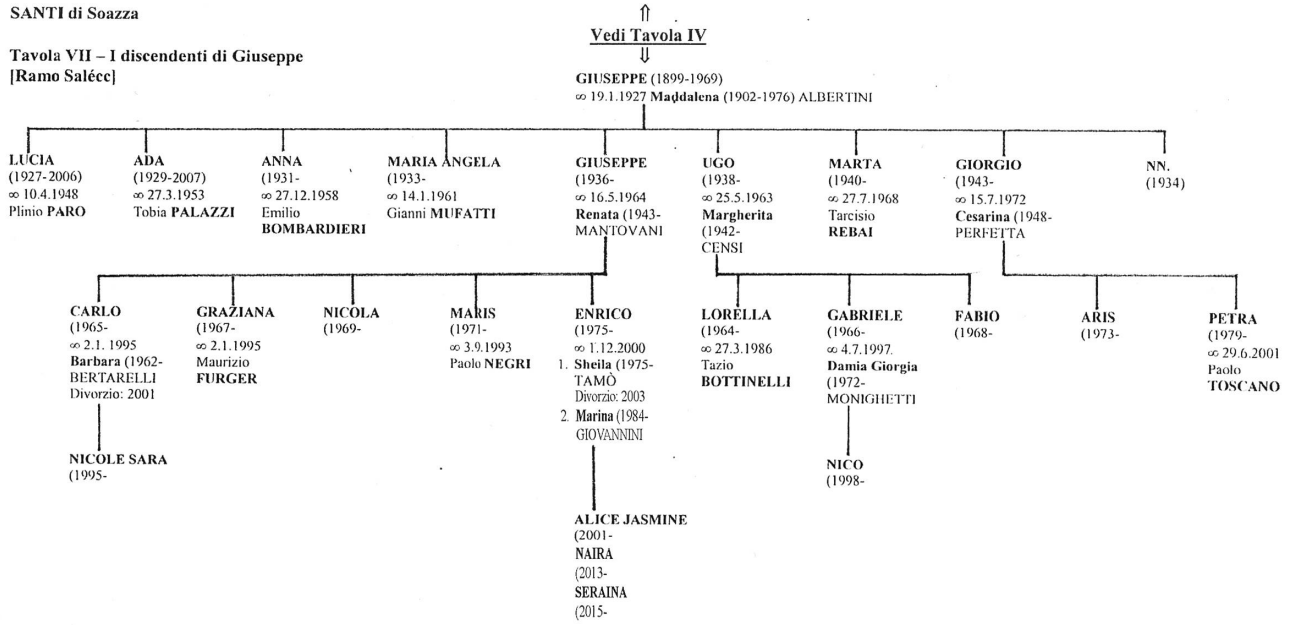 SANTI di Soazza
⇑
Vedi Tavola IV
⇓
Tavola VII – I discendenti di Giuseppe
[Ramo Salécc]
GIUSEPPE (1899-1969)
∞ 19.1.1927 Maddalena (1902-1976) ALBERTINI
LUCIA
(1927-2006)
∞ 10.4.1948
Plinio PARO
ADA
(1929-2007)
∞ 27.3.1953
Tobia PALAZZI
ANNA
(1931-
∞ 27.12.1958
Emilio
BOMBARDIERI
MARIA ANGELA
(1933-
∞ 14.1.1961
Gianni MUFATTI
GIUSEPPE
(1936-
∞ 16.5.1964
Renata (1943-
MANTOVANI
UGO
(1938-
∞ 25.5.1963
Margherita
(1942-
CENSI
MARTA
(1940-
∞ 27.7.1968
Tarcisio
REBAI
GIORGIO
(1943-
∞ 15.7.1972
Cesarina (1948-
PERFETTA
NN.
(1934)
CARLO
(1965-
∞ 2.1. 1995
Barbara (1962-
BERTARELLI
Divorzio: 2001
GRAZIANA
(1967-
∞ 2.1.1995
Maurizio
FURGER
NICOLA
(1969-
MARIS
(1971-
∞ 3.9.1993
Paolo NEGRI
ENRICO
(1975-
∞ 1.12.2000
1. Sheila (1975-
TAMÒ
Divorzio: 2003
2. Marina (1984-
GIOVANNINI
LORELLA
(1964-
∞ 27.3.1986
Tazio
BOTTINELLI
GABRIELE
(1966-
∞ 4.7.1997.
Damia Giorgia
(1972-
MONIGHETTI
FABIO
(1968-
ARIS
(1973-
PETRA
(1979-
∞ 29.6.2001
Paolo
TOSCANO
NICOLE SARA
(1995-
NICO
(1998-
ALICE JASMINE
(2001-
NAIRA
(2013-
SERAINA
(2015-